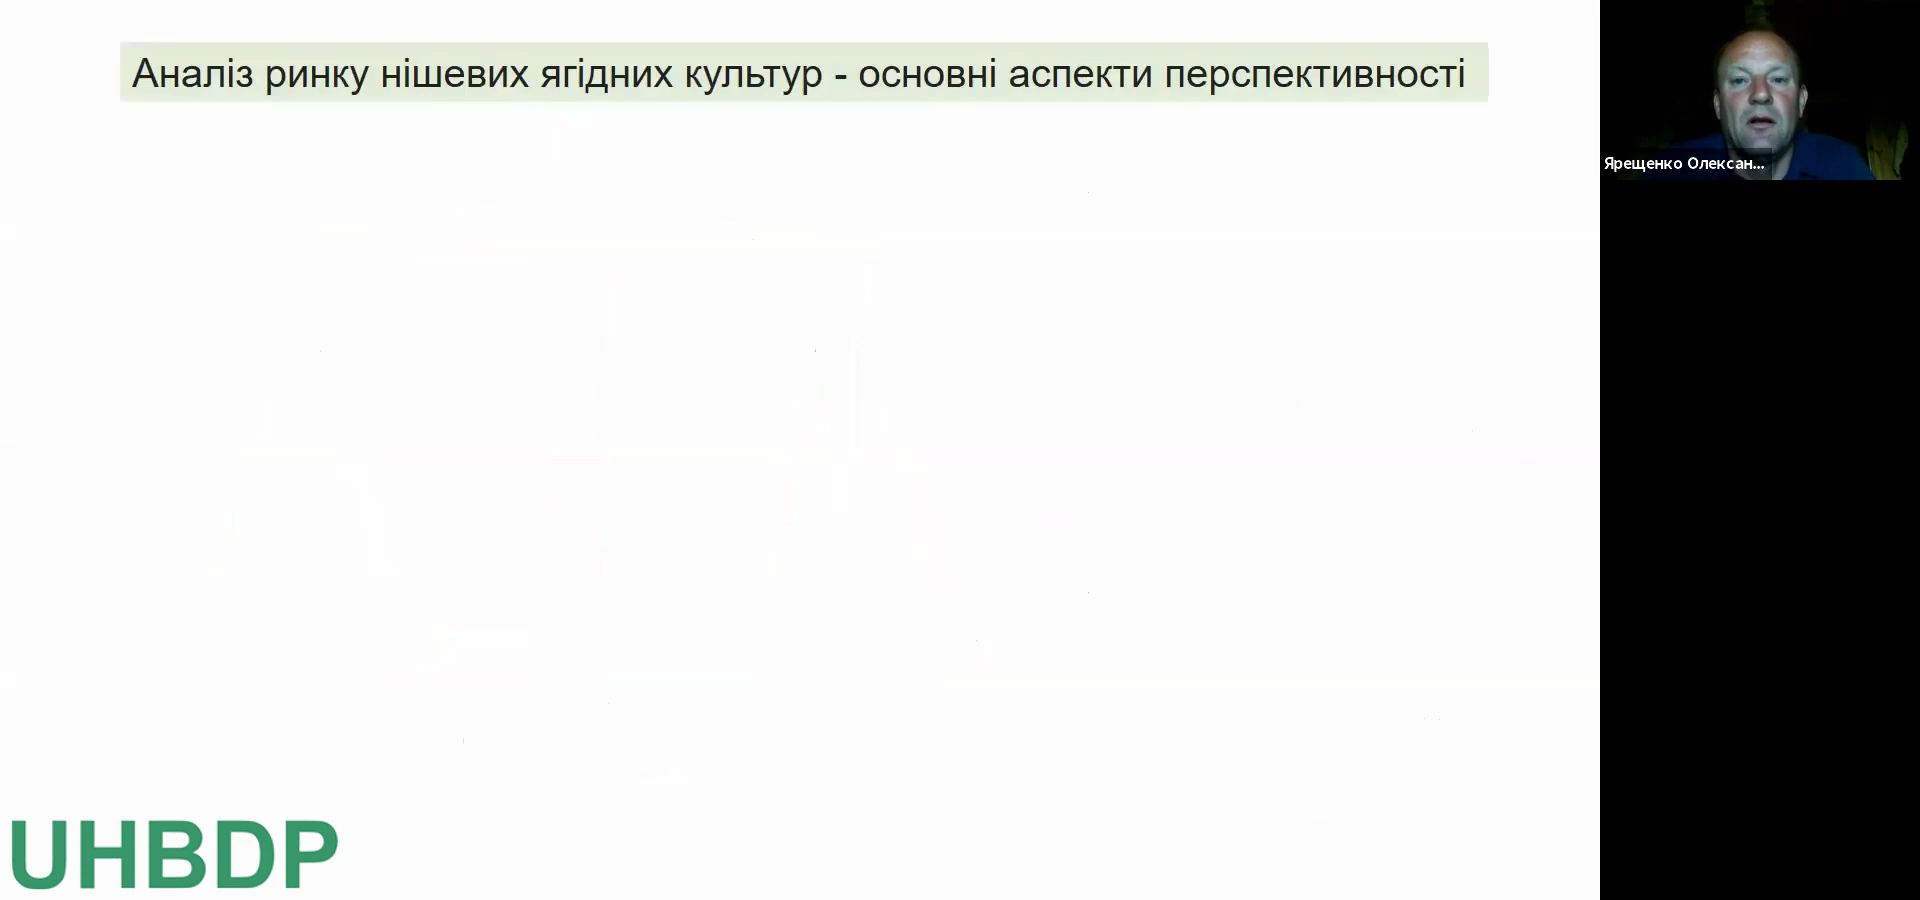 Аналіз ринку нішевих ягідних культур - основні аспекти перспективності
Ярещенко Олексан...
UHBDP